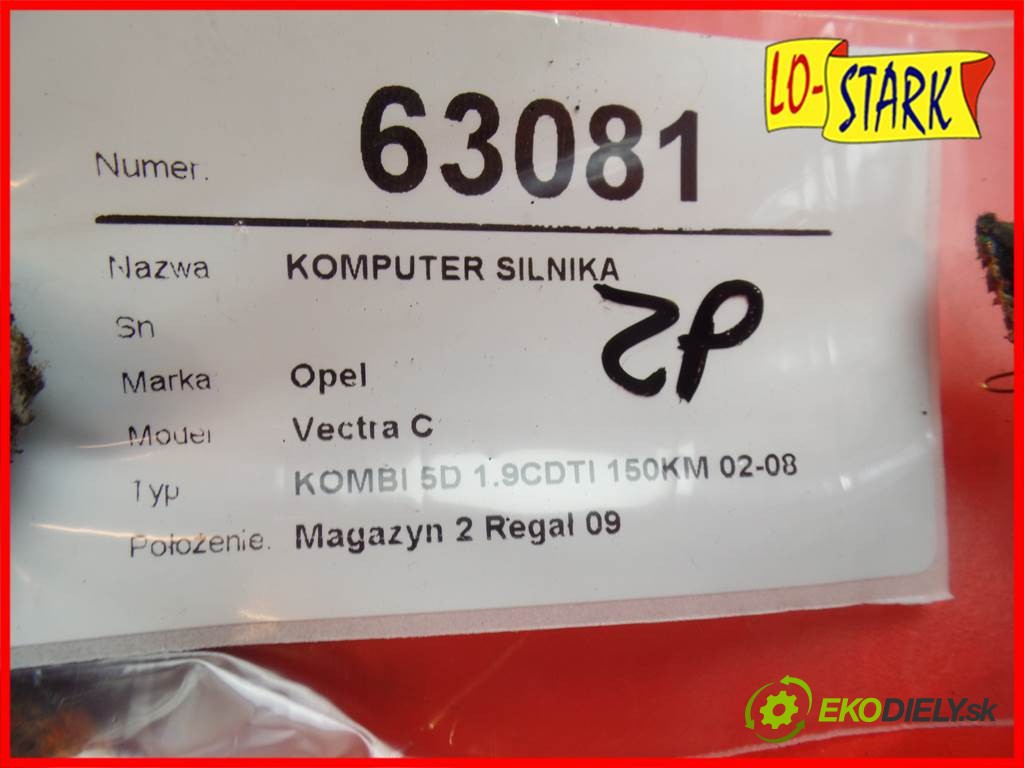 LO-STARK
Numer. 63081
Nazwa KOMPUTER SILNIKA
Sn
ZP
Marka Opel
Model Vectra C
Typ KOMBI 5D 1.9CDTI 150KM 02-08
Położenie. Magazyn 2 Regał 09
EKODIELY.sk